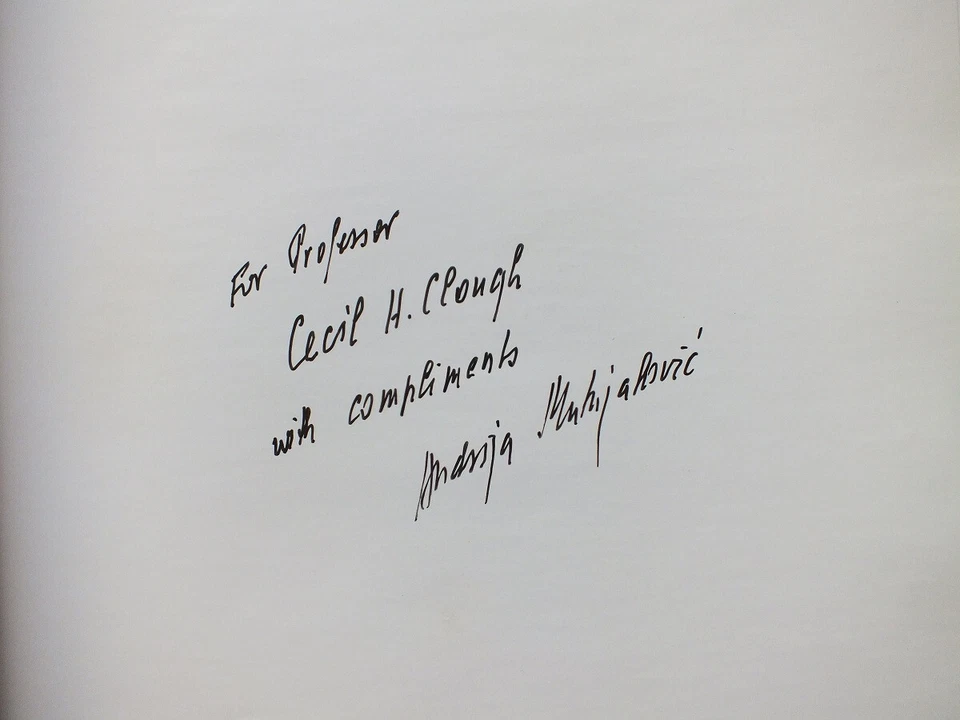 For Professor
Cecil H. Clough
with compliments
Andrija Mutnjaković